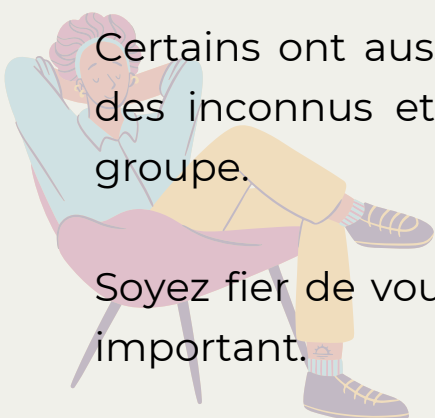 Certains ont aus
des inconnus et
groupe.
Soyez fier de vou
important.